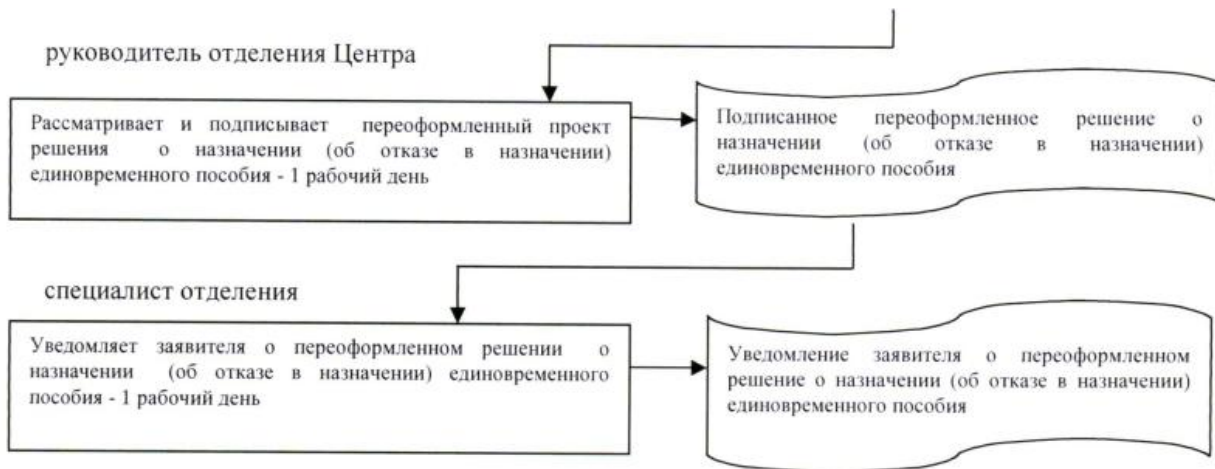 руководитель отделения Центра
Рассматривает и подписывает переоформленный проект
решения о назначении (об отказе в назначении)
единовременного пособия - 1 рабочий день
Подписанное переоформленное решение о
назначении (об отказе в назначении)
единовременного пособия
специалист отделения
Уведомляет заявителя о переоформленном решении о
назначении (об отказе в назначении) единовременного
пособия - 1 рабочий день
Уведомление заявителя о переоформленном
решение о назначении (об отказе в назначении)
единовременного пособия